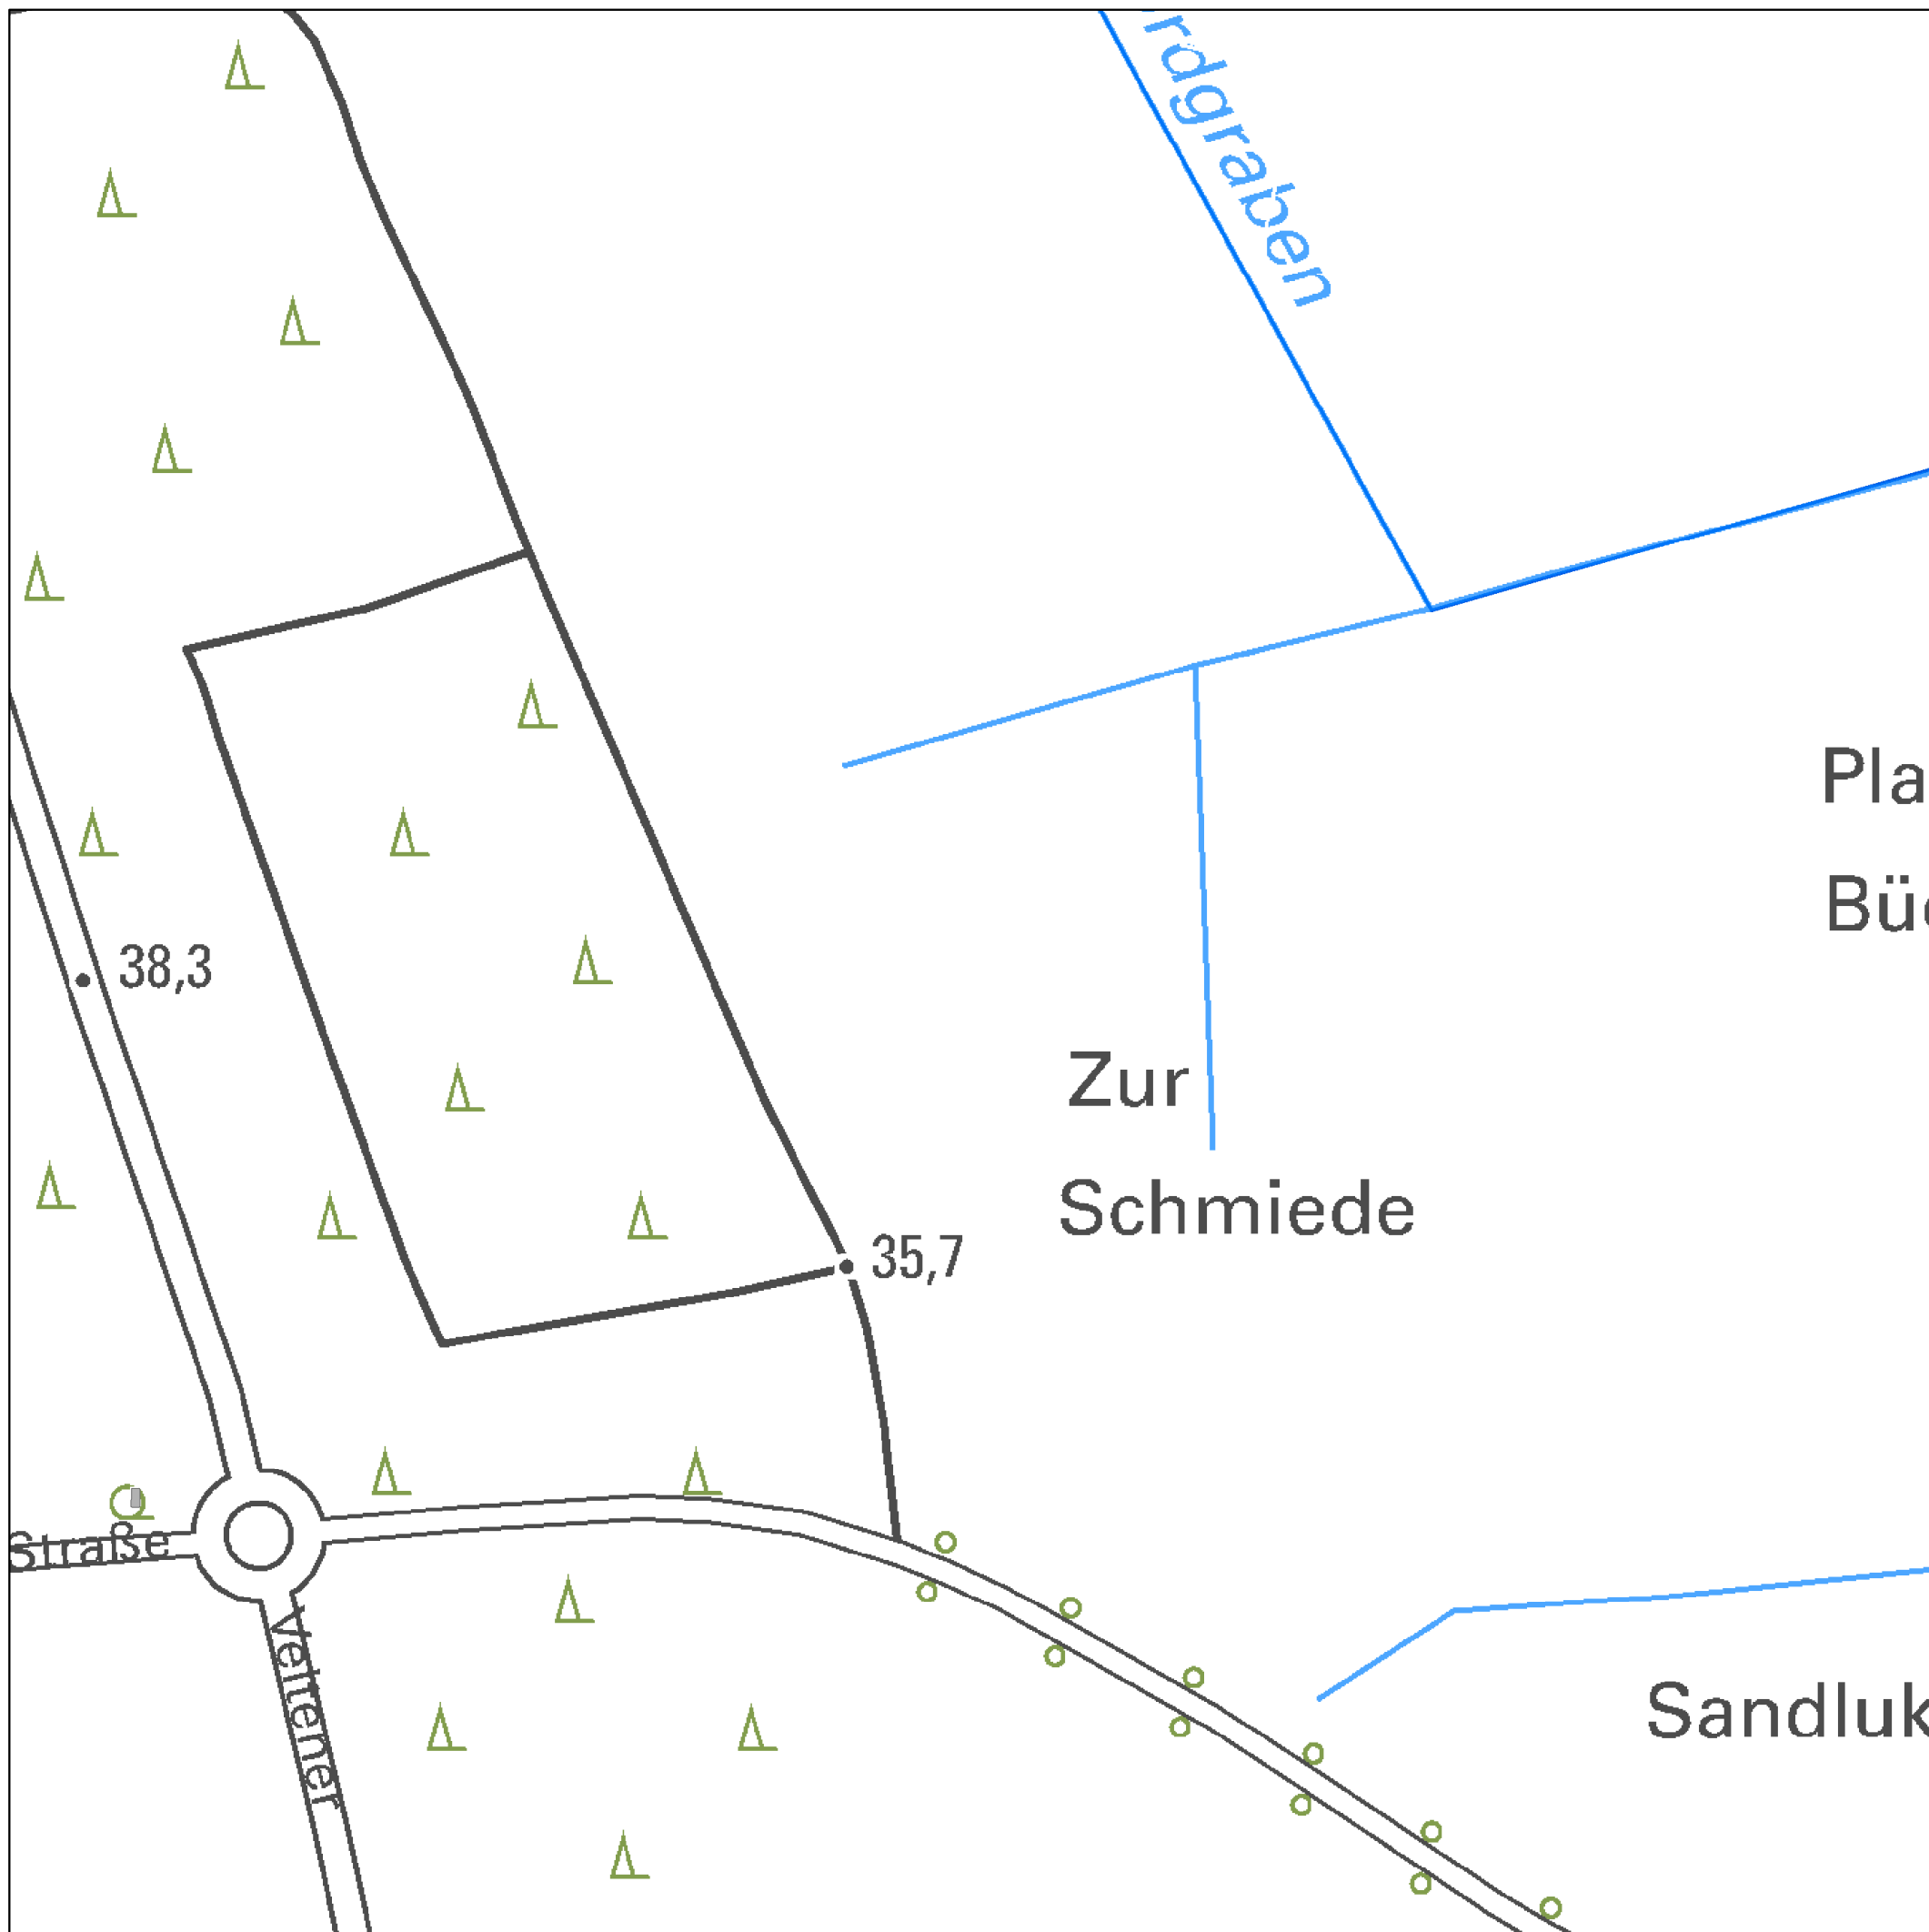 rdgraben
Pla
Bü
38,3
Zur
Schmiede
35,7
Straße
Veltener
Sandluk